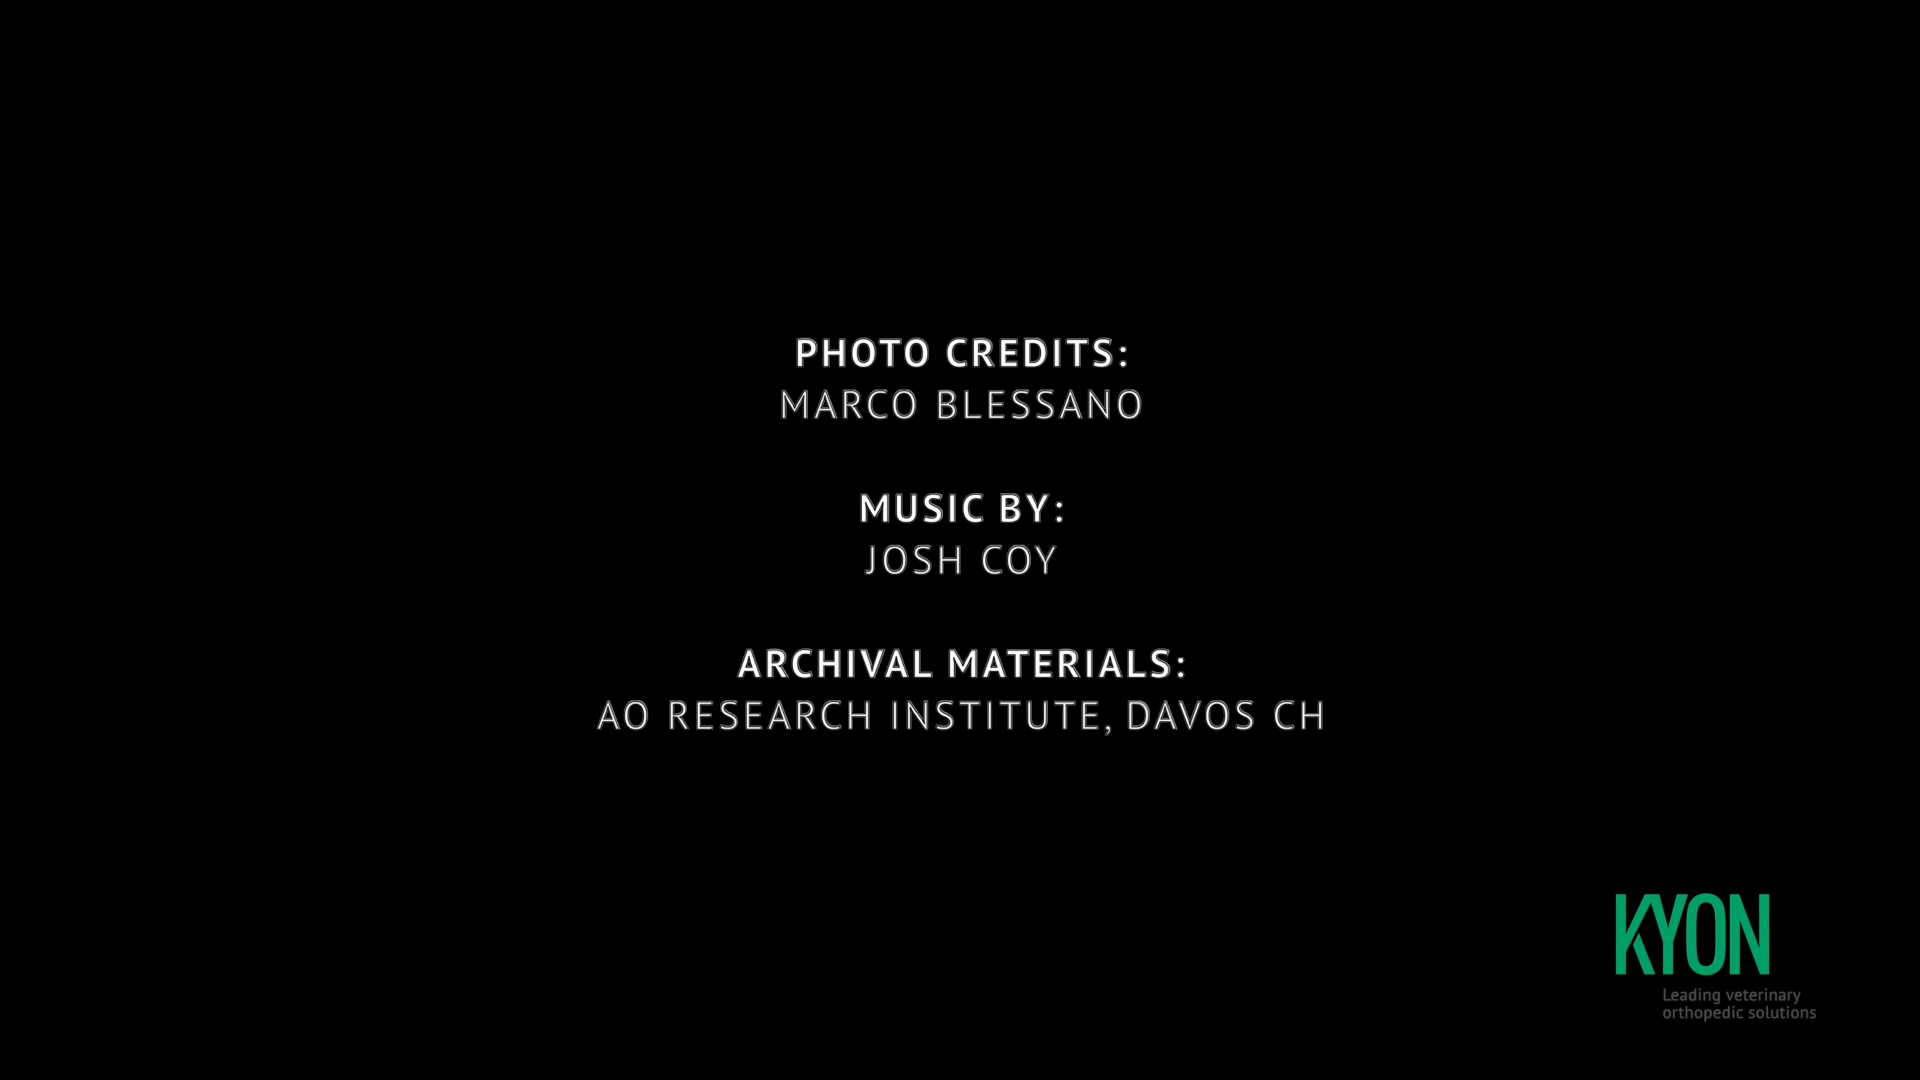 PHOTO CREDITS:
MARCO BLESSANO
MUSIC BY:
JOSH COY
ARCHIVAL MATERIALS:
AO RESEARCH INSTITUTE, DAVOS CH
KYON
Leading veterinary
orthopedic solutions